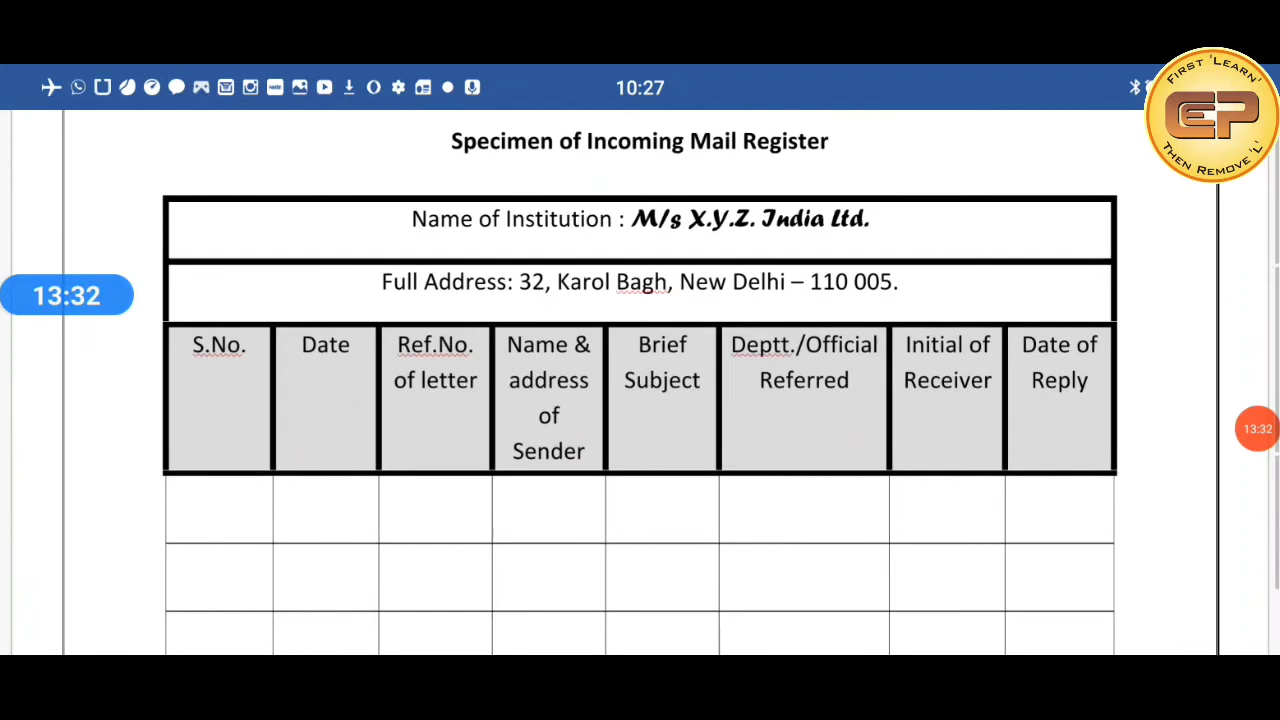 10:27
FIRST 'LEARN'
CEP
THEN REMOVE 'L'
Specimen of Incoming Mail Register
Name of Institution : M/s X.Y.Z. India Ltd.
Full Address: 32, Karol Bagh, New Delhi – 110 005.
13:32
S.No.
Date
Ref.No.
of letter
Name &
address
of
Sender
Brief
Subject
Deptt./Official
Referred
Initial of
Receiver
Date of
Reply
13:32